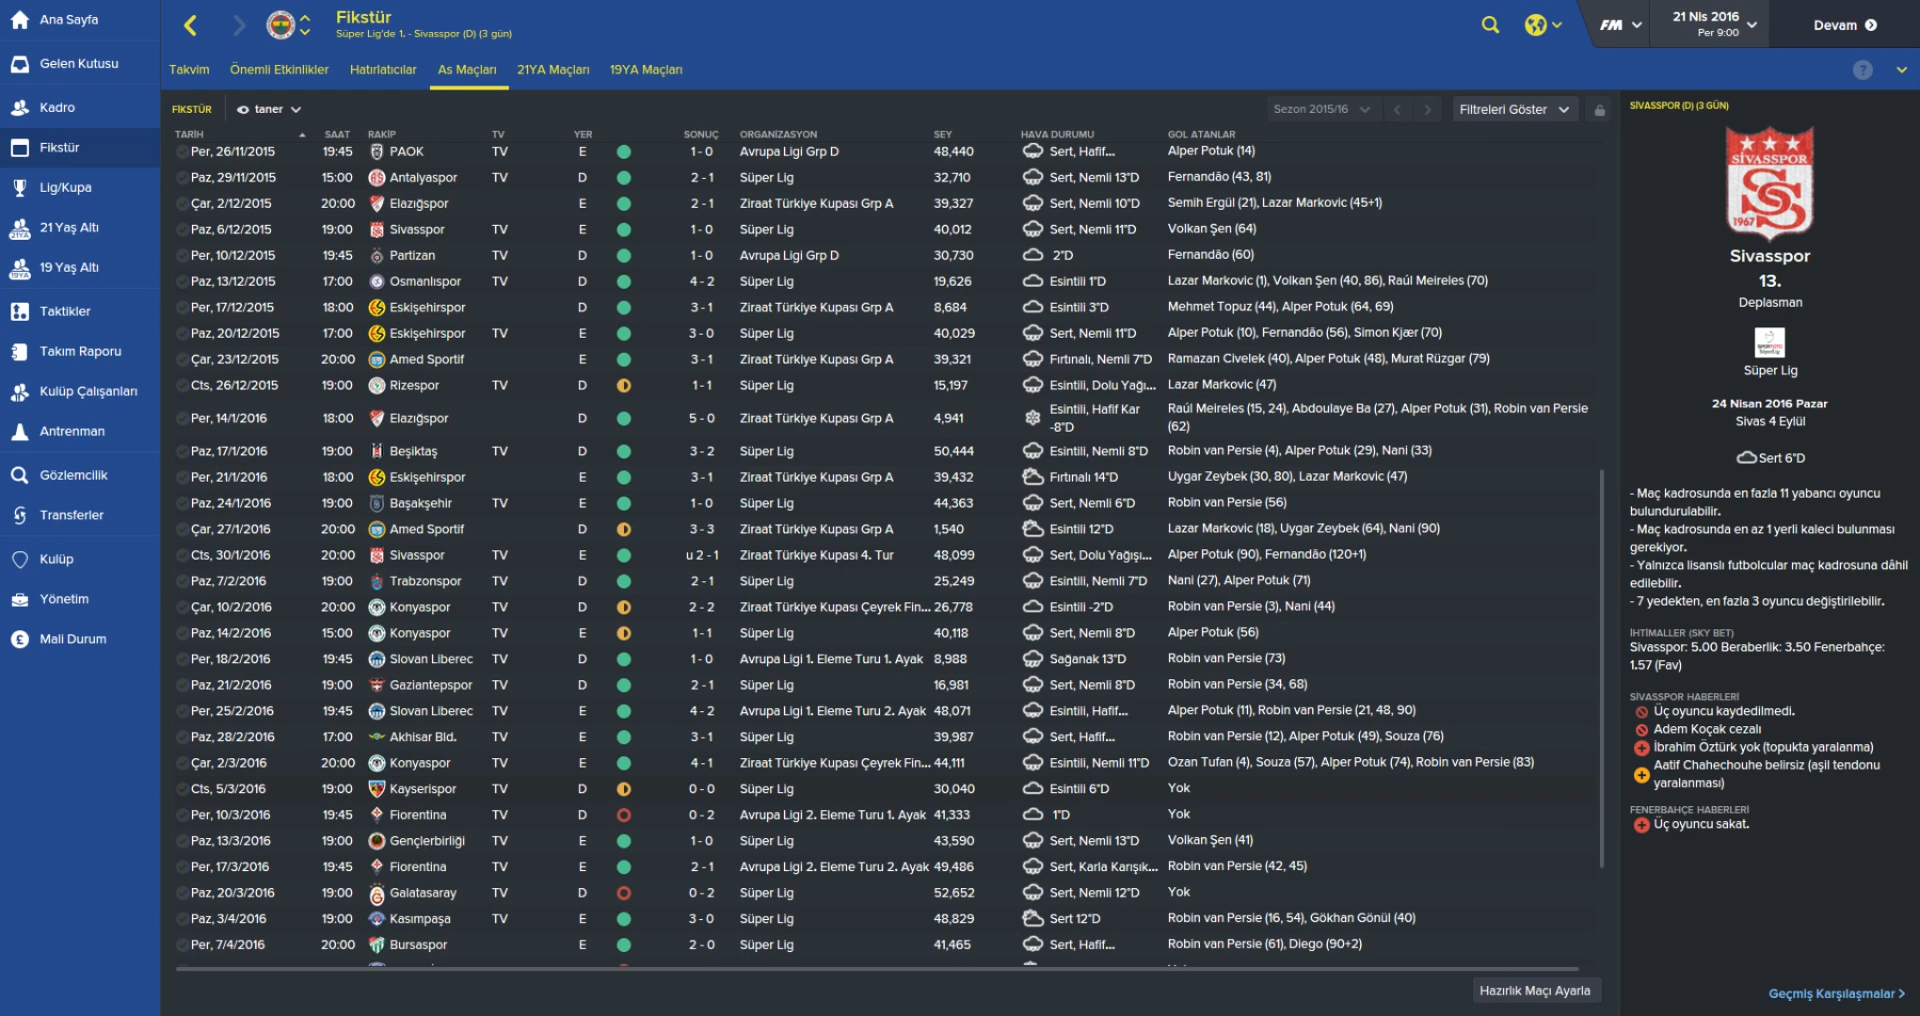 Ana Sayfa
Gelen Kutusu
Kadro
Fikstür
Lig/Kupa
21 Yaş Altı
19 Yaş Altı
Taktikler
Takım Raporu
Kulüp Çalışanları
Antrenman
Gözlemcilik
Transferler
Kulüp
Yönetim
Mali Durum
Fikstür
Süper Lig'de 1. - Sivasspor (D) (3 gün)
FM
21 Nis 2016
Per 9:00
Devam
Takvim Önemli Etkinlikler Hatırlatıcılar As Maçları 21YA Maçları 19YA Maçları
FİKSTÜR taner Sezon 2015/16 Filtreleri Göster
TARİH SAAT RAKİP TV YER SONUÇ ORGANİZASYON SEY HAVA DURUMU GOL ATANLAR
Per, 26/11/2015 19:45 PAOK TV E 1 - 0 Avrupa Ligi Grp D 48,440 Sert, Hafif... Alper Potuk (14)
Paz, 29/11/2015 15:00 Antalyaspor TV D 2 - 1 Süper Lig 32,710 Sert, Nemli 13°D Fernandão (43, 81)
Çar, 2/12/2015 20:00 Elazığspor E 2 - 1 Ziraat Türkiye Kupası Grp A 39,327 Sert, Nemli 10°D Semih Ergül (21), Lazar Markovic (45+1)
Paz, 6/12/2015 19:00 Sivasspor TV E 1 - 0 Süper Lig 40,012 Sert, Nemli 11°D Volkan Şen (64)
Per, 10/12/2015 19:45 Partizan TV D 1 - 0 Avrupa Ligi Grp D 30,730 2°D Fernandão (60)
Paz, 13/12/2015 17:00 Osmanlıspor TV D 4 - 2 Süper Lig 19,626 Esintili 1°D Lazar Markovic (1), Volkan Şen (40, 86), Raúl Meireles (70)
Per, 17/12/2015 18:00 Eskişehirspor D 3 - 1 Ziraat Türkiye Kupası Grp A 8,684 Esintili 3°D Mehmet Topuz (44), Alper Potuk (64, 69)
Paz, 20/12/2015 17:00 Eskişehirspor TV E 3 - 0 Süper Lig 40,029 Sert, Nemli 11°D Alper Potuk (10), Fernandão (56), Simon Kjær (70)
Çar, 23/12/2015 20:00 Amed Sportif E 3 - 1 Ziraat Türkiye Kupası Grp A 39,321 Fırtınalı, Nemli 7°D Ramazan Civelek (40), Alper Potuk (48), Murat Rüzgar (79)
Cts, 26/12/2015 19:00 Rizespor TV D 1 - 1 Süper Lig 15,197 Esintili, Dolu Yağı... Lazar Markovic (47)
Per, 14/1/2016 18:00 Elazığspor D 5 - 0 Ziraat Türkiye Kupası Grp A 4,941 Esintili, Hafif Kar -8°D Raúl Meireles (15, 24), Abdoulaye Ba (27), Alper Potuk (31), Robin van Persie (62)
Paz, 17/1/2016 19:00 Beşiktaş TV D 3 - 2 Süper Lig 50,444 Esintili, Nemli 8°D Robin van Persie (4), Alper Potuk (29), Nani (33)
Per, 21/1/2016 18:00 Eskişehirspor E 3 - 1 Ziraat Türkiye Kupası Grp A 39,432 Fırtınalı 14°D Uygar Zeybek (30, 80), Lazar Markovic (47)
Paz, 24/1/2016 19:00 Başakşehir TV E 1 - 0 Süper Lig 44,363 Sert, Nemli 6°D Robin van Persie (56)
Çar, 27/1/2016 20:00 Amed Sportif D 3 - 3 Ziraat Türkiye Kupası Grp A 1,540 Esintili 12°D Lazar Markovic (18), Uygar Zeybek (64), Nani (90)
Cts, 30/1/2016 20:00 Sivasspor TV E u 2 - 1 Ziraat Türkiye Kupası 4. Tur 48,099 Sert, Dolu Yağışı... Alper Potuk (90), Fernandão (120+1)
Paz, 7/2/2016 19:00 Trabzonspor TV D 2 - 1 Süper Lig 25,249 Esintili, Nemli 7°D Nani (27), Alper Potuk (71)
Çar, 10/2/2016 20:00 Konyaspor TV D 2 - 2 Ziraat Türkiye Kupası Çeyrek Fin... 26,778 Esintili -2°D Robin van Persie (3), Nani (44)
Paz, 14/2/2016 15:00 Konyaspor TV E 1 - 1 Süper Lig 40,118 Sert, Nemli 8°D Alper Potuk (56)
Per, 18/2/2016 19:45 Slovan Liberec TV D 1 - 0 Avrupa Ligi 1. Eleme Turu 1. Ayak 8,988 Sağanak 13°D Robin van Persie (73)
Paz, 21/2/2016 19:00 Gaziantepspor TV D 2 - 1 Süper Lig 16,981 Sert, Nemli 8°D Robin van Persie (34, 68)
Per, 25/2/2016 19:45 Slovan Liberec TV E 4 - 2 Avrupa Ligi 1. Eleme Turu 2. Ayak 48,071 Esintili, Hafif... Alper Potuk (11), Robin van Persie (21, 48, 90)
Paz, 28/2/2016 17:00 Akhisar Bld. TV E 3 - 1 Süper Lig 39,987 Sert, Hafif... Robin van Persie (12), Alper Potuk (49), Souza (76)
Çar, 2/3/2016 20:00 Konyaspor TV E 4 - 1 Ziraat Türkiye Kupası Çeyrek Fin... 44,111 Esintili, Nemli 11°D Ozan Tufan (4), Souza (57), Alper Potuk (74), Robin van Persie (83)
Cts, 5/3/2016 19:00 Kayserispor TV D 0 - 0 Süper Lig 30,040 Esintili 6°D Yok
Per, 10/3/2016 19:45 Fiorentina TV D 0 - 2 Avrupa Ligi 2. Eleme Turu 1. Ayak 41,333 1°D Yok
Paz, 13/3/2016 19:00 Gençlerbirliği TV E 1 - 0 Süper Lig 43,590 Sert, Nemli 13°D Volkan Şen (41)
Per, 17/3/2016 19:45 Fiorentina TV E 2 - 1 Avrupa Ligi 2. Eleme Turu 2. Ayak 49,486 Sert, Karla Karışık... Robin van Persie (42, 45)
Paz, 20/3/2016 19:00 Galatasaray TV D 0 - 2 Süper Lig 52,652 Sert, Nemli 12°D Yok
Paz, 3/4/2016 19:00 Kasımpaşa TV E 3 - 0 Süper Lig 48,829 Sert 12°D Robin van Persie (16, 54), Gökhan Gönül (40)
Per, 7/4/2016 20:00 Bursaspor E 2 - 0 Süper Lig 41,465 Sert, Hafif... Robin van Persie (61), Diego (90+2)
Hazırlık Maçı Ayarla
SİVASSPOR (D) (3 GÜN)
SİVASSPOR
1967
Sivasspor
13.
Deplasman
Süper Lig
24 Nisan 2016 Pazar
Sivas 4 Eylül
Sert 6°D
- Maç kadrosunda en fazla 11 yabancı oyuncu
bulundurulabilir.
- Maç kadrosunda en az 1 yerli kaleci bulunması
gerekiyor.
- Yalnızca lisanslı futbolcular maç kadrosuna dâhil
edilebilir.
- 7 yedekten, en fazla 3 oyuncu değiştirilebilir.
İHTİMALLER (SKY BET)
Sivasspor: 5.00 Beraberlik: 3.50 Fenerbahçe:
1.57 (Fav)
SİVASSPOR HABERLERİ
Üç oyuncu kaydedilmedi.
Adem Koçak cezalı
İbrahim Öztürk yok (topukta yaralanma)
Aatif Chahechouhe belirsiz (aşil tendonu
yaralanması)
FENERBAHÇE HABERLERİ
Üç oyuncu sakat.
Geçmiş Karşılaşmalar